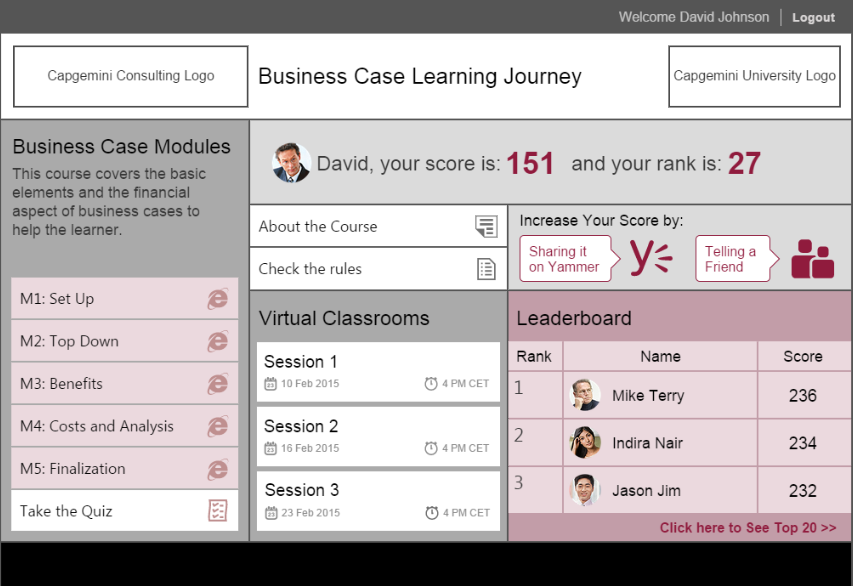 Welcome David Johnson | Logout
Capgemini Consulting Logo
Business Case Learning Journey
Capgemini University Logo
Business Case Modules
This course covers the basic
elements and the financial
aspect of business cases to
help the learner.
M1: Set Up
M2: Top Down
M3: Benefits
M4: Costs and Analysis
M5: Finalization
Take the Quiz
David, your score is: 151 and your rank is: 27
About the Course
Check the rules
Increase Your Score by:
Sharing it
on Yammer
Telling a
Friend
Virtual Classrooms
Session 1
23 10 Feb 2015 4 PM CET
Session 2
23 16 Feb 2015 4 PM CET
Session 3
23 23 Feb 2015 4 PM CET
Leaderboard
Rank Name Score
1 Mike Terry 236
2 Indira Nair 234
3 Jason Jim 232
Click here to See Top 20 >>